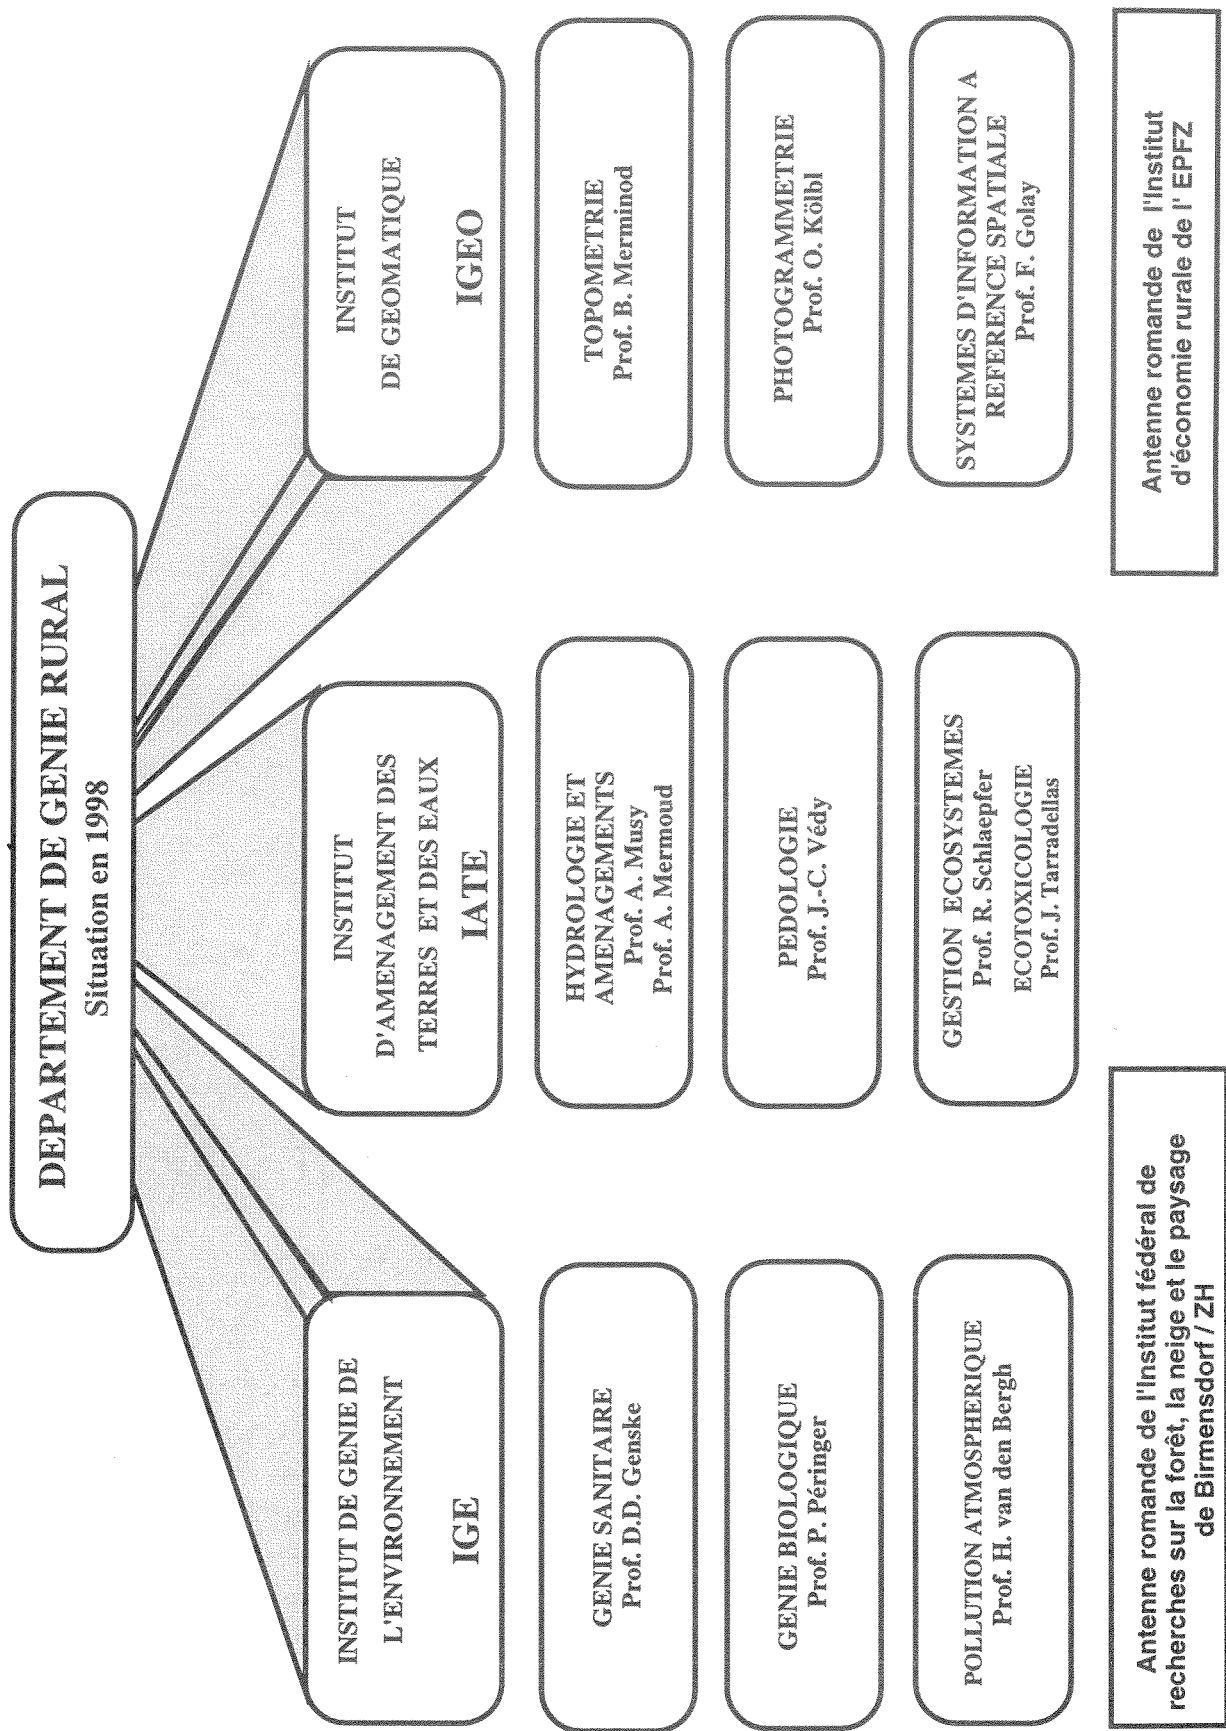 DEPARTEMENT DE GENIE RURAL
Situation en 1998
INSTITUT DE GENIE DE
L'ENVIRONNEMENT
IGE
GENIE SANITAIRE
Prof. D.D. Genske
GENIE BIOLOGIQUE
Prof. P. Péringer
POLLUTION ATMOSPHERIQUE
Prof. H. van den Bergh
INSTITUT
D'AMENAGEMENT DES
TERRES ET DES EAUX
IATE
HYDROLOGIE ET
AMENAGEMENTS
Prof. A. Musy
Prof. A. Mermoud
PEDOLOGIE
Prof. J.-C. Védy
GESTION ECOSYSTEMES
Prof. R. Schlaepfer
ECOTOXICOLOGIE
Prof. J. Tarradellas
INSTITUT
DE GEOMATIQUE
IGEO
TOPOMETRIE
Prof. B. Merminod
PHOTOGRAMMETRIE
Prof. O. Kölbl
SYSTEMES D'INFORMATION A
REFERENCE SPATIALE
Prof. F. Golay
Antenne romande de l'Institut fédéral de
recherches sur la forêt, la neige et le paysage
de Birmensdorf / ZH
Antenne romande de l'Institut
d'économie rurale de l' EPFZ